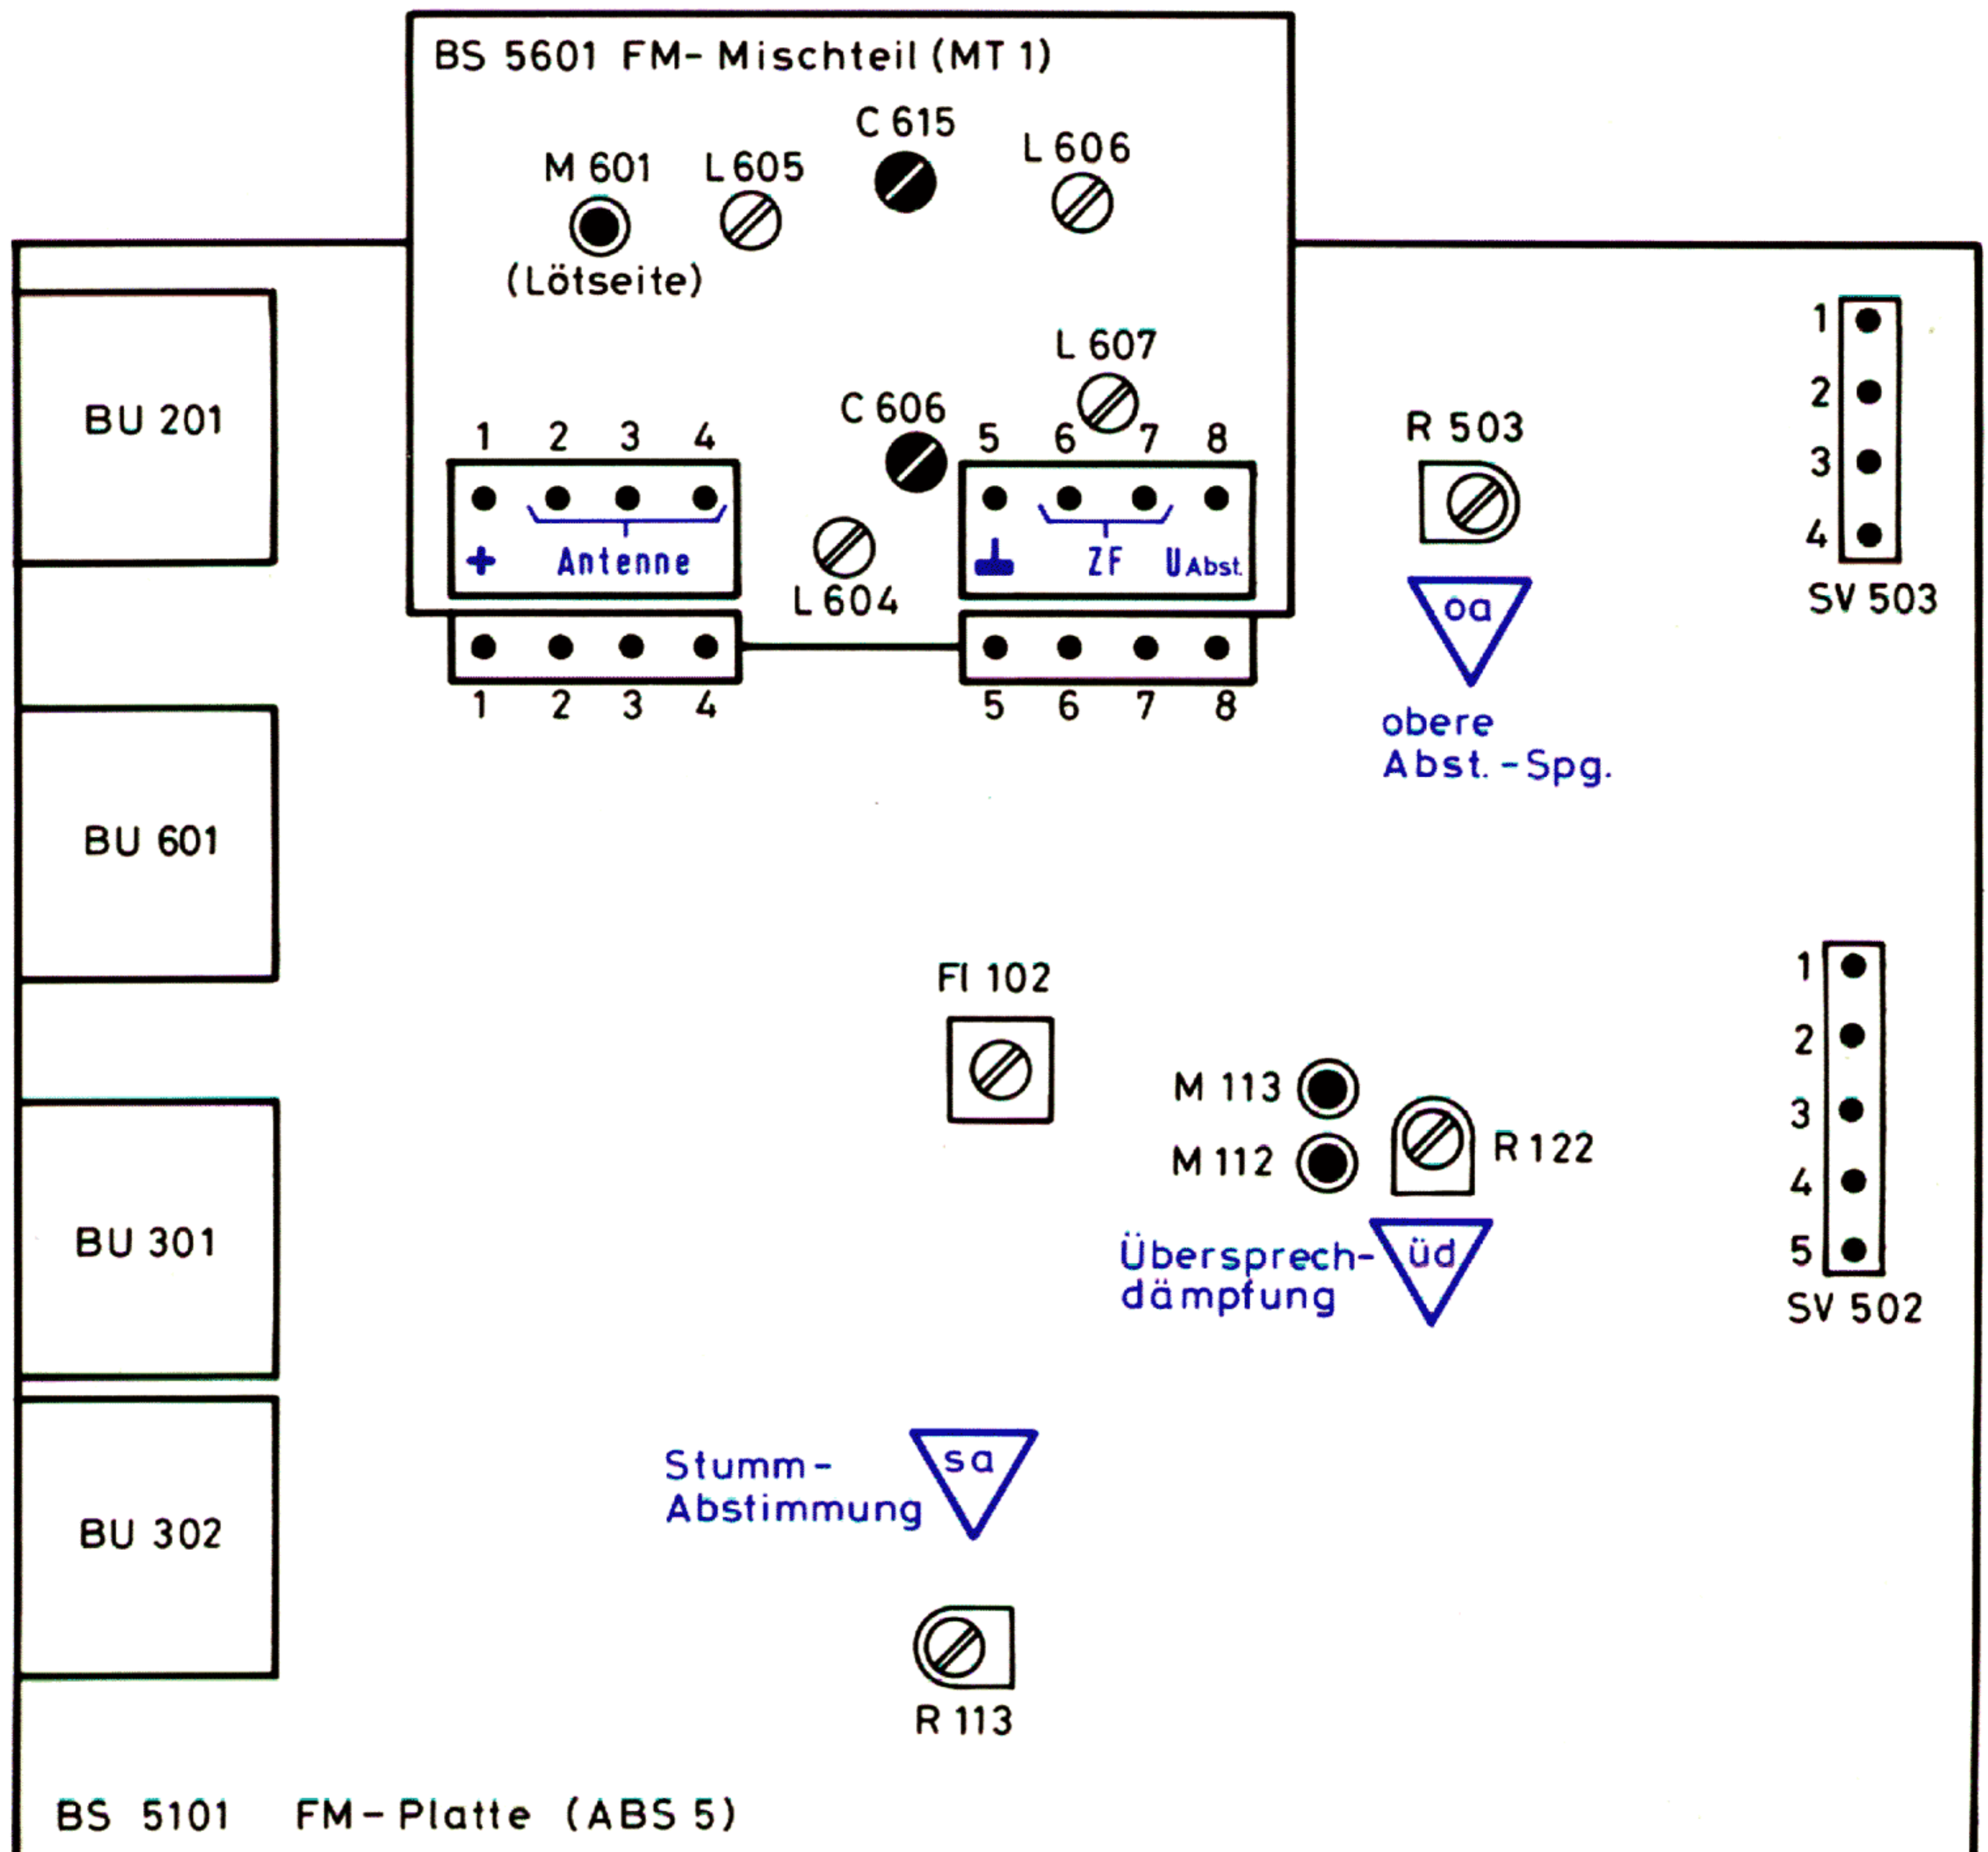 BS 5601 FM-Mischteil (MT 1)
C 615
L 606
M 601
L 605
(Lötseite)
L 607
C 606
1 2 3 4
5 6 7 8
+ Antenne
ZF UAbst.
L 604
1 2 3 4
5 6 7 8
BU 201
R 503
oa
obere
Abst.-Spg.
1
2
3
4
SV 503
BU 601
FI 102
M 113
M 112
R 122
Übersprech-
dämpfung
üd
1
2
3
4
5
SV 502
BU 301
BU 302
Stumm-
Abstimmung
sa
R 113
BS 5101 FM-Platte (ABS 5)